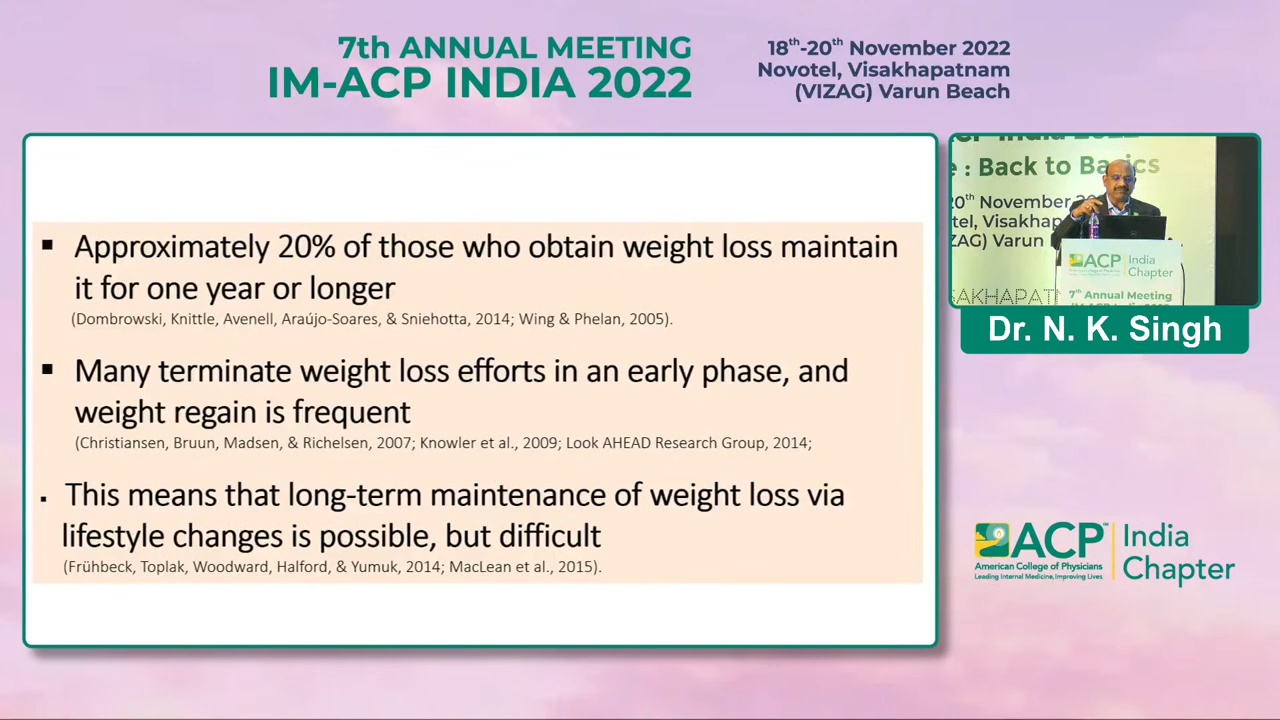 7th ANNUAL MEETING
IM-ACP INDIA 2022
18th-20th November 2022
Novotel, Visakhapatnam
(VIZAG) Varun Beach
▪ Approximately 20% of those who obtain weight loss maintain
it for one year or longer
(Dombrowski, Knittle, Avenell, Araújo-Soares, & Sniehotta, 2014; Wing & Phelan, 2005).
▪ Many terminate weight loss efforts in an early phase, and
weight regain is frequent
(Christiansen, Bruun, Madsen, & Richelsen, 2007; Knowler et al., 2009; Look AHEAD Research Group, 2014;
▪ This means that long-term maintenance of weight loss via
lifestyle changes is possible, but difficult
(Frühbeck, Toplak, Woodward, Halford, & Yumuk, 2014; MacLean et al., 2015).
India 2022
: Back to Basics
November
Varun
ACP India
Chapter
7th Annual Meeting
Dr. N. K. Singh
ACP™ India
American College of Physicians
Leading Internal Medicine, Improving Lives
Chapter